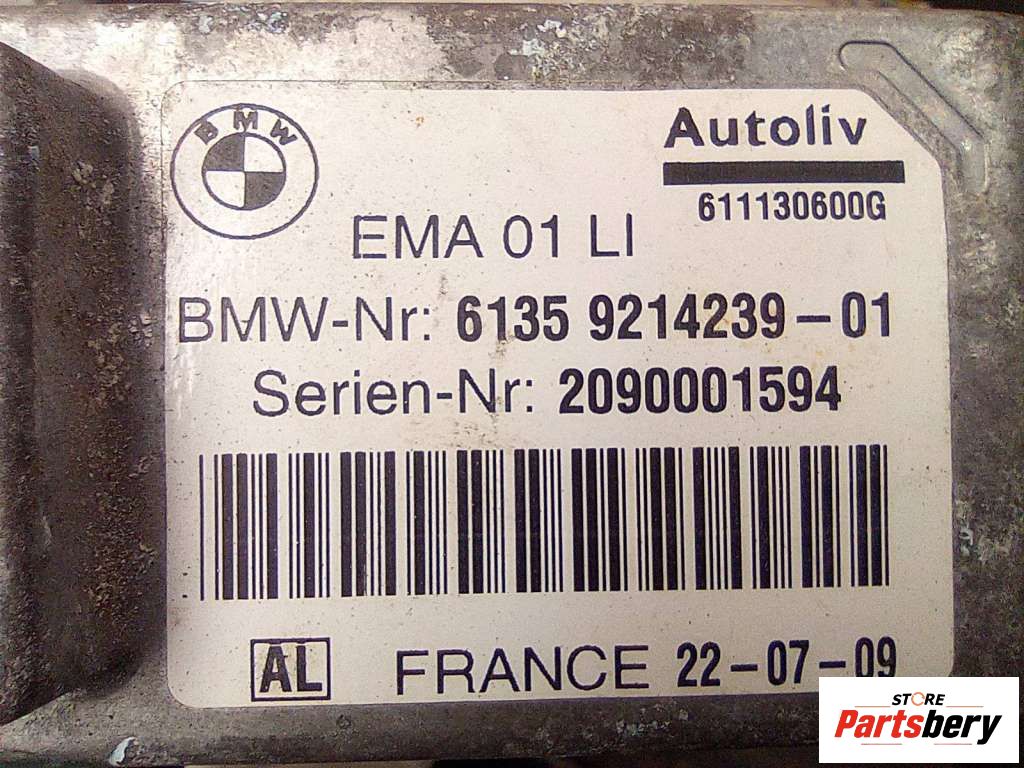 BMW
Autoliv
611130600G
EMA 01 LI
BMW-Nr: 6135 9214239-01
Serien-Nr: 2090001594
AL FRANCE 22-07-09
STORE
Partsbery